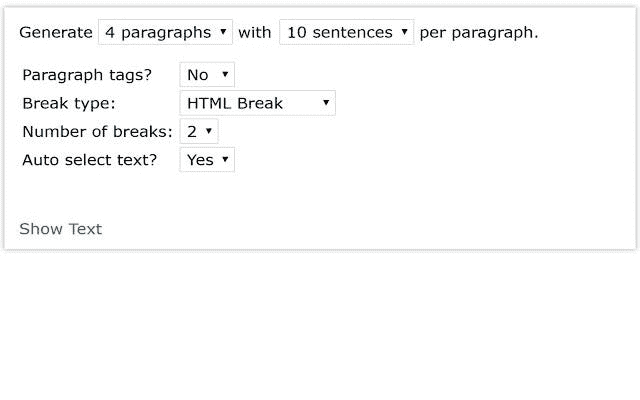 Generate 4 paragraphs with 10 sentences per paragraph.
Paragraph tags? No
Break type: HTML Break
Number of breaks: 2
Auto select text? Yes
Show Text